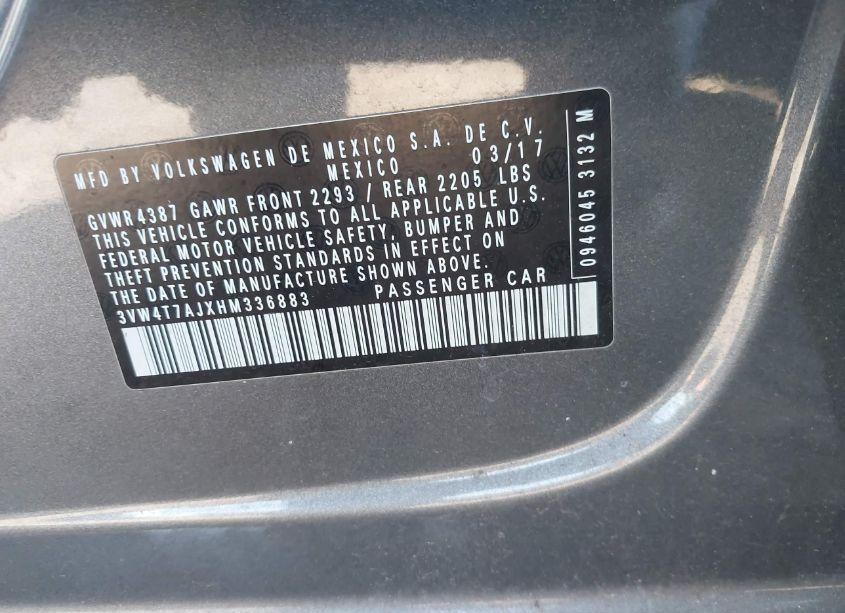 MFD BY VOLKSWAGEN DE MEXICO S.A. DE C.V.
MEXICO 03/17
GVWR 4387 GAWR FRONT 2293 / REAR 2205 LBS
THIS VEHICLE CONFORMS TO ALL APPLICABLE U.S.
FEDERAL MOTOR VEHICLE SAFETY, BUMPER AND
THEFT PREVENTION STANDARDS IN EFFECT ON
THE DATE OF MANUFACTURE SHOWN ABOVE.
3VW4T7AJXHM336883 PASSENGER CAR
0946045 3132 M